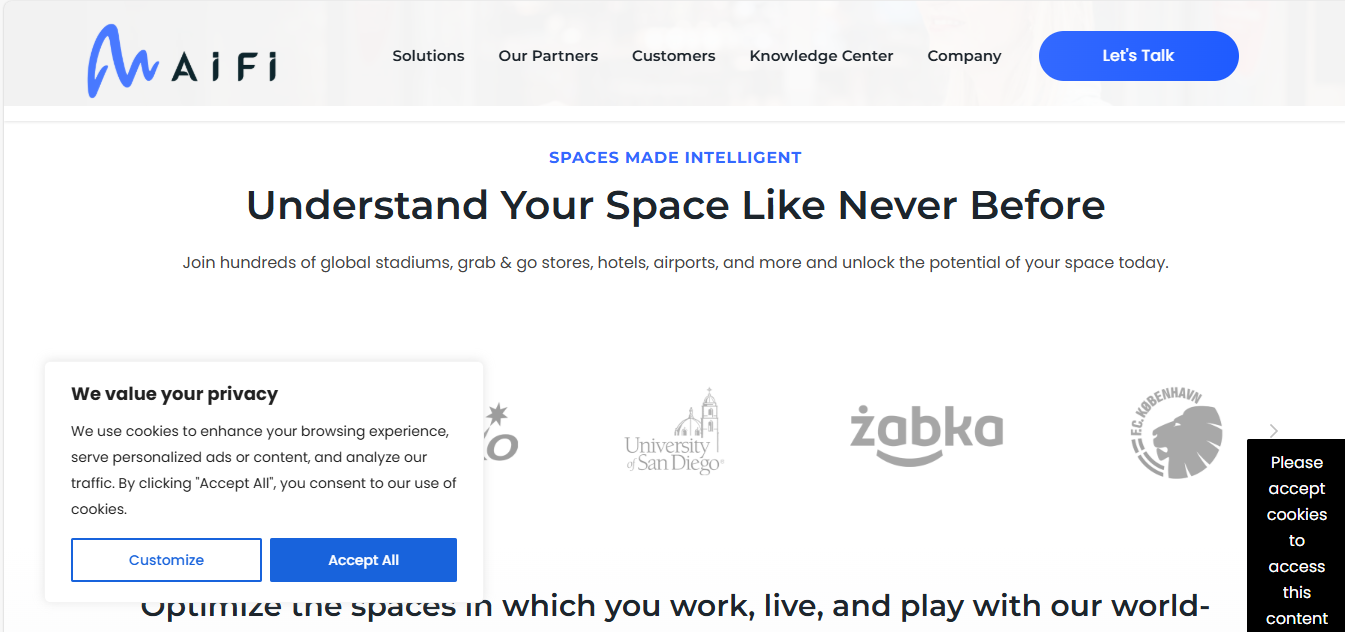 AiFi
Solutions
Our Partners
Customers
Knowledge Center
Company
Let's Talk
SPACES MADE INTELLIGENT
Understand Your Space Like Never Before
Join hundreds of global stadiums, grab & go stores, hotels, airports, and more and unlock the potential of your space today.
We value your privacy
We use cookies to enhance your browsing experience,
serve personalized ads or content, and analyze our
traffic. By clicking "Accept All", you consent to our use of
cookies.
Customize
Accept All
University
of San Diego®
żabka
F.C. KØBENHAVN
Please
accept
cookies
to
access
this
content
Optimize the spaces in which you work, live, and play with our world-